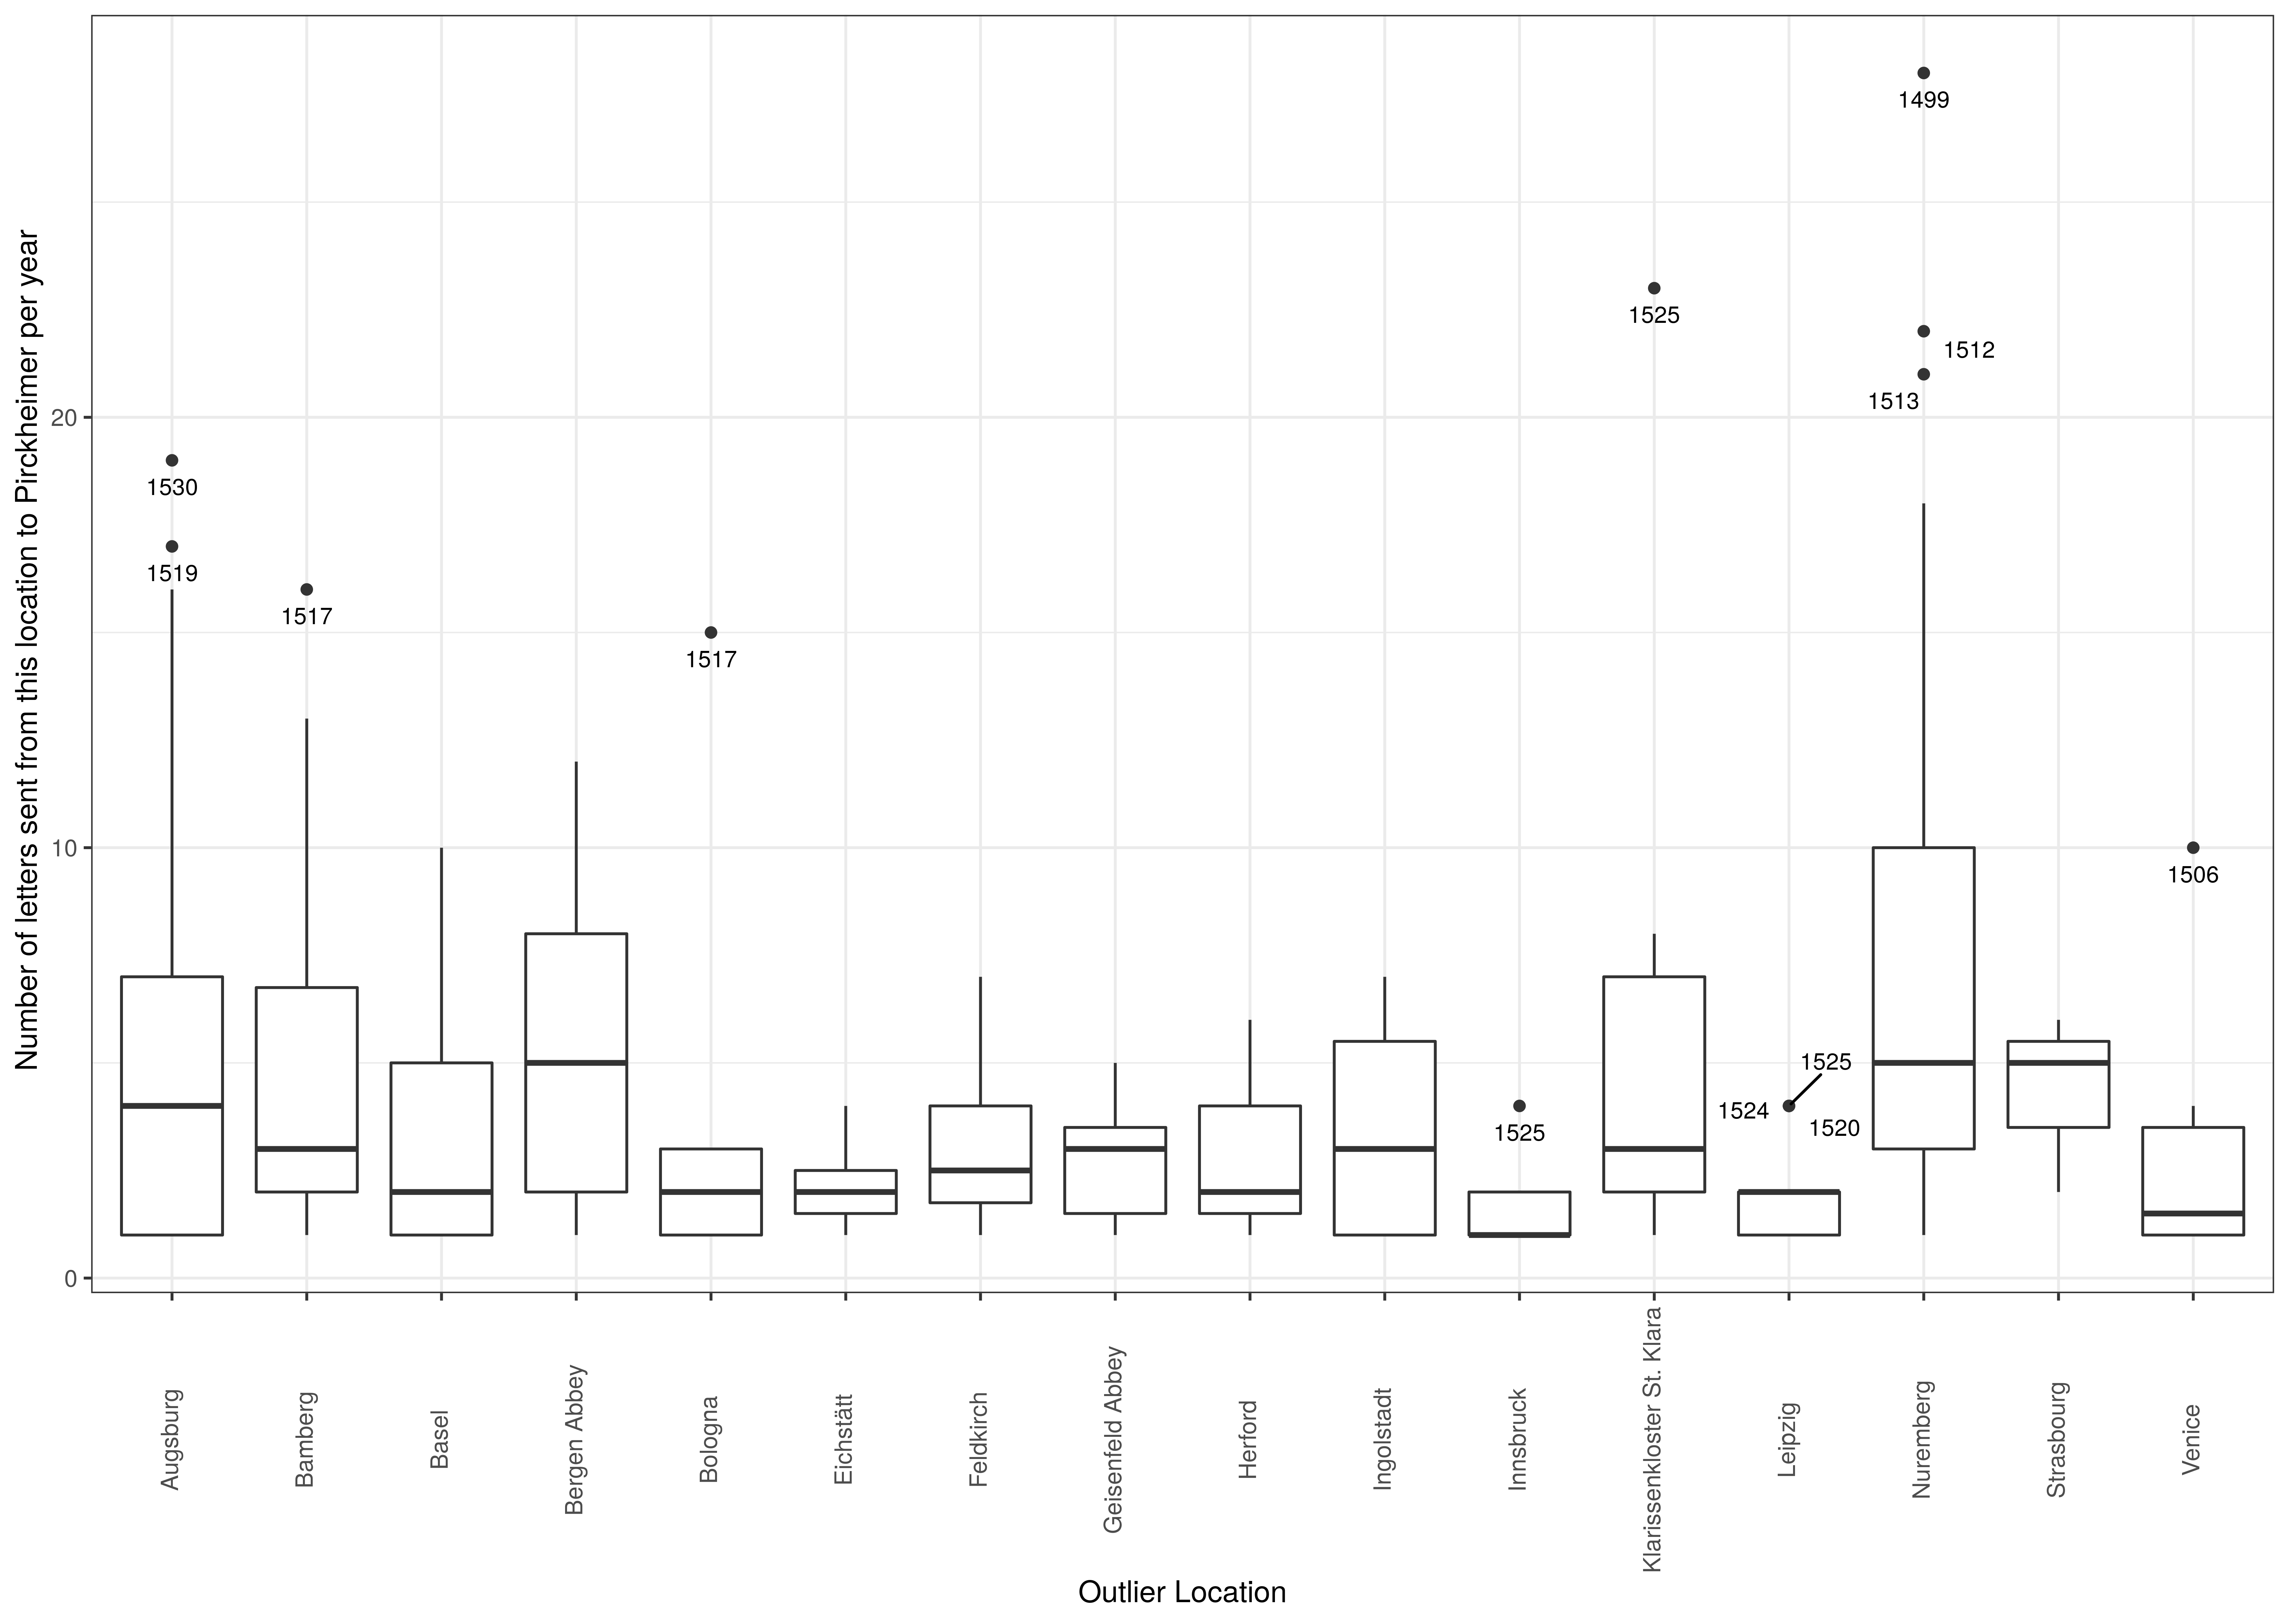 Number of letters sent from this location to Pirckheimer per year
20
10
0
1499
1525
1512
1513
1530
1519
1517
1517
1506
1525
1524
1520
1525
Augsburg
Bamberg
Basel
Bergen Abbey
Bologna
Eichstätt
Feldkirch
Geisenfeld Abbey
Herford
Ingolstadt
Innsbruck
Klarissenkloster St. Klara
Leipzig
Nuremberg
Strasbourg
Venice
Outlier Location